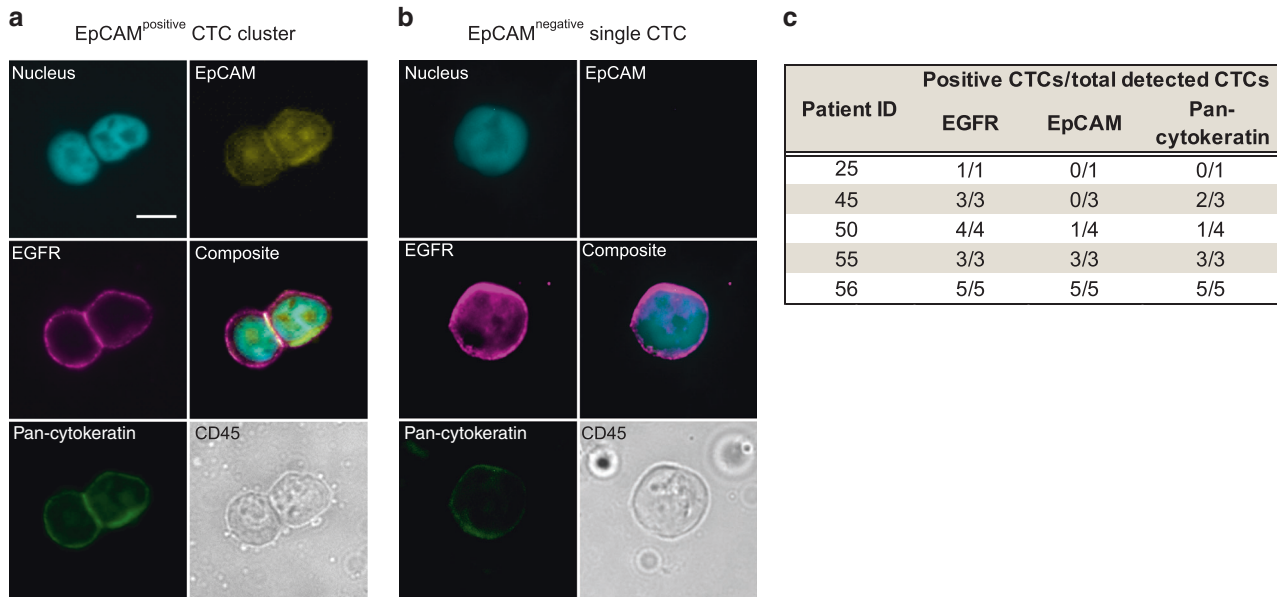 a
EpCAMpositive CTC cluster
Nucleus
EpCAM
EGFR
Composite
Pan-cytokeratin
CD45
b
EpCAMnegative single CTC
Nucleus
EpCAM
EGFR
Composite
Pan-cytokeratin
CD45
c
Positive CTCs/total detected CTCs
Patient ID EGFR EpCAM Pan-
cytokeratin
25 1/1 0/1 0/1
45 3/3 0/3 2/3
50 4/4 1/4 1/4
55 3/3 3/3 3/3
56 5/5 5/5 5/5